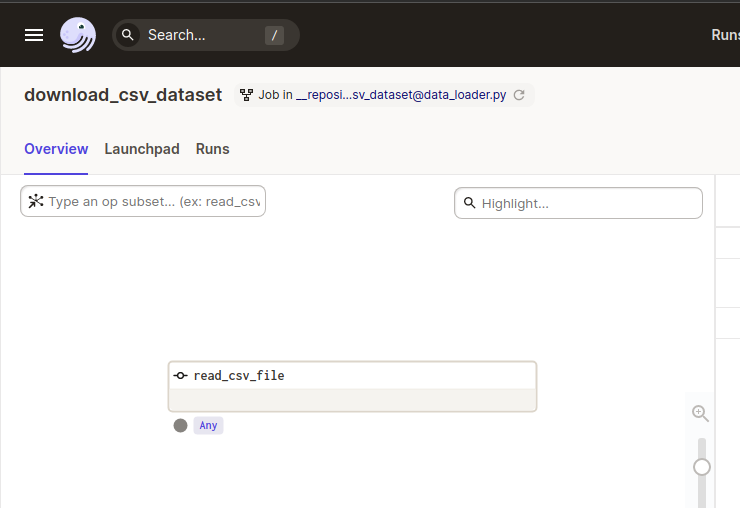 Search... /
Runs
download_csv_dataset
Job in __reposi...sv_dataset@data_loader.py
Overview Launchpad Runs
Type an op subset... (ex: read_csv
Highlight...
read_csv_file
Any